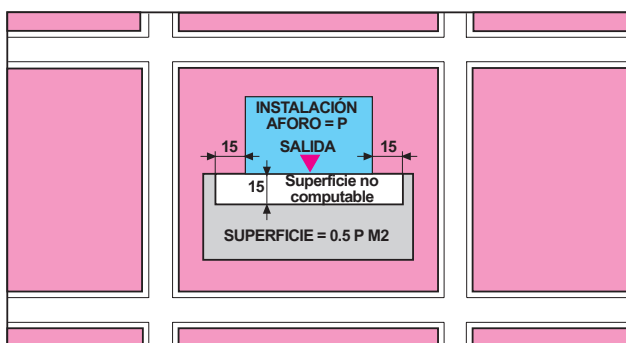 INSTALACIÓN
AFORO = P
15
SALIDA
15
15
Superficie no
computable
SUPERFICIE = 0.5 P M2